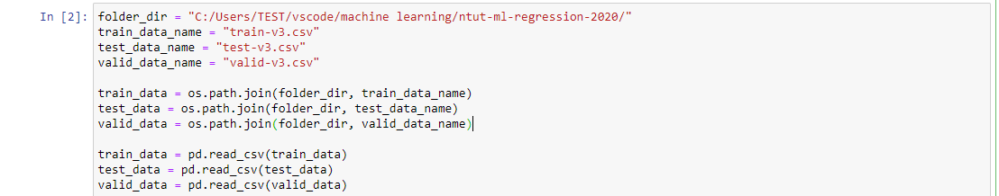 In [2]: folder_dir = "C:/Users/TEST/vscode/machine learning/ntut-ml-regression-2020/"
train_data_name = "train-v3.csv"
test_data_name = "test-v3.csv"
valid_data_name = "valid-v3.csv"
train_data = os.path.join(folder_dir, train_data_name)
test_data = os.path.join(folder_dir, test_data_name)
valid_data = os.path.join(folder_dir, valid_data_name)
train_data = pd.read_csv(train_data)
test_data = pd.read_csv(test_data)
valid_data = pd.read_csv(valid_data)